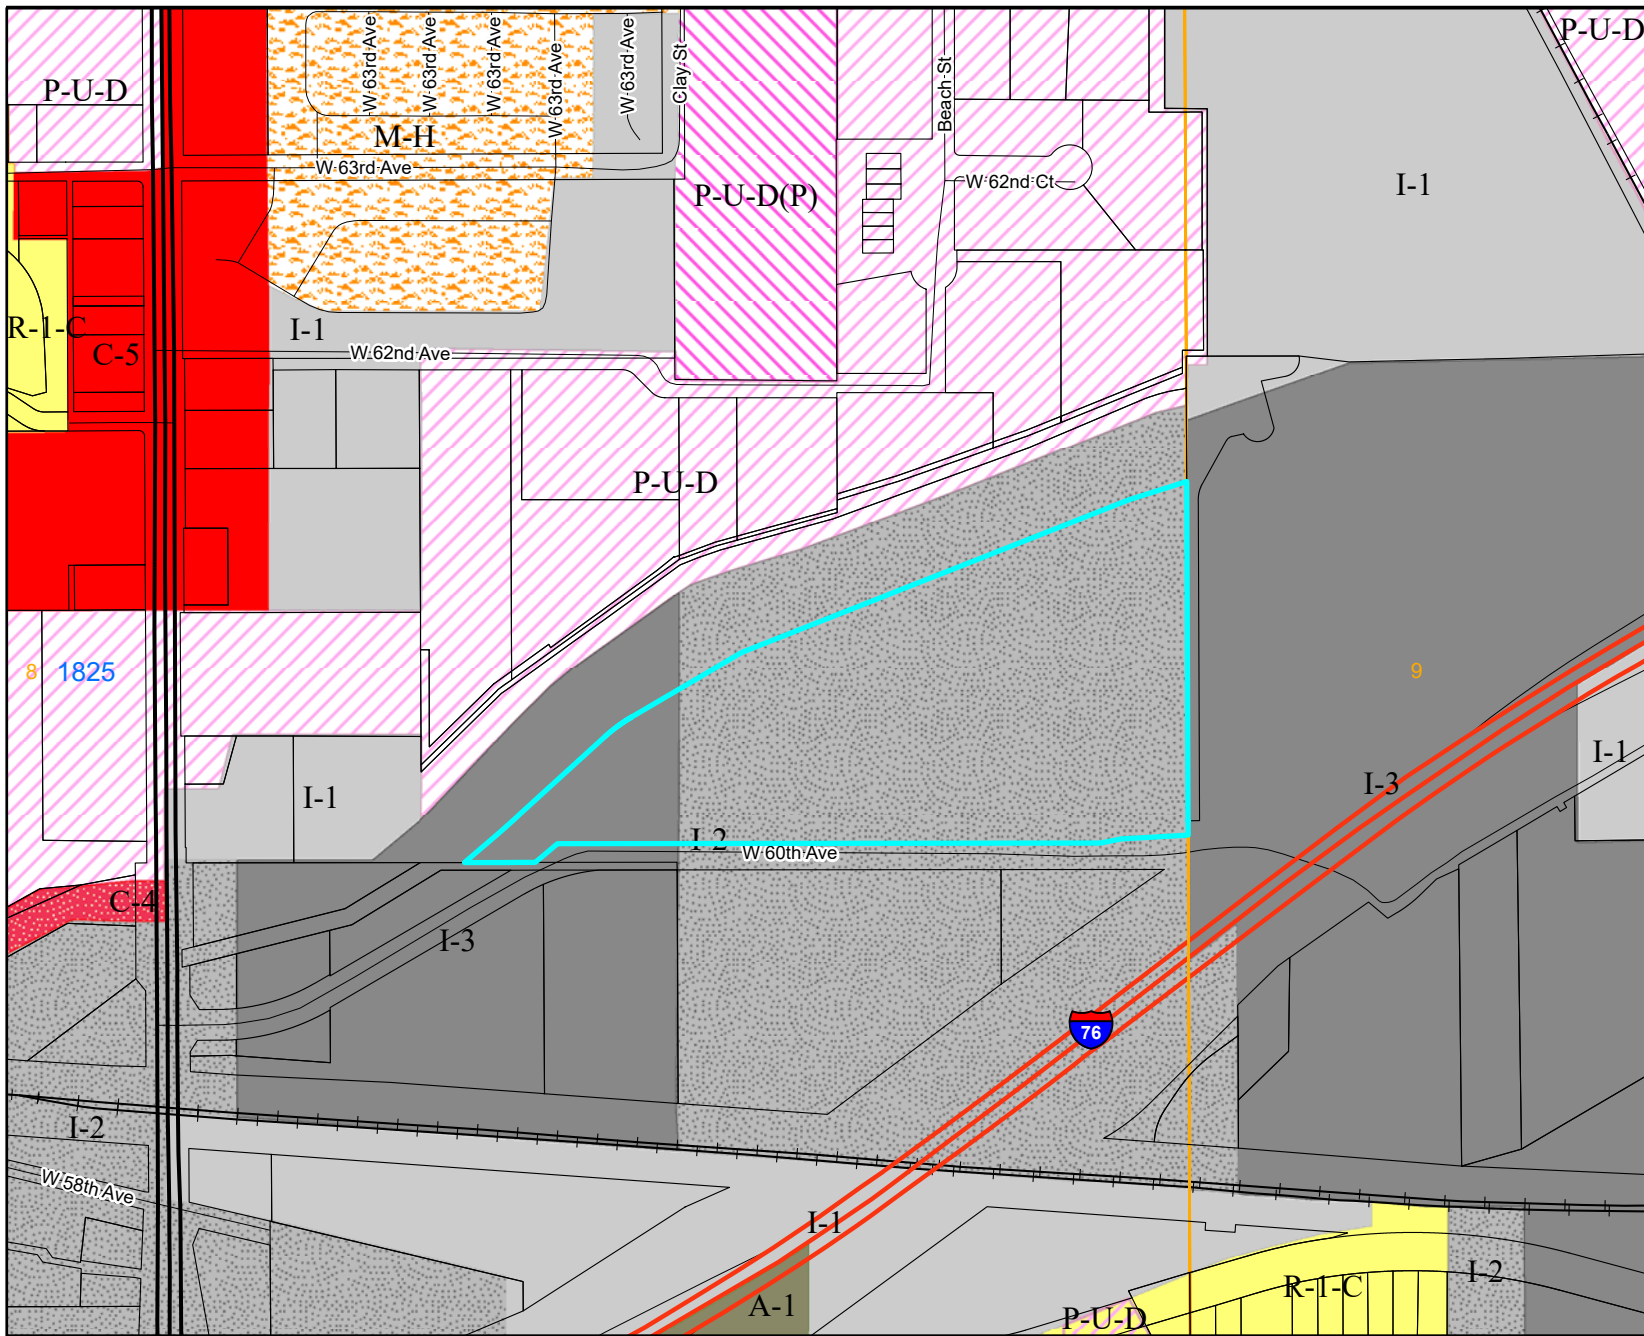 P-U-D
W 63rd Ave
W 63rd Ave
W 63rd Ave
W 63rd Ave
W 63rd Ave
Clay St
Beach St
P-U-D
M-H
W 63rd Ave
P-U-D(P)
W 62nd Ct
I-1
R-1-C
C-5
I-1
W 62nd Ave
P-U-D
8
1825
9
I-1
I-3
I-1
I-2
W 60th Ave
C-4
I-3
76
I-2
W 58th Ave
I-1
A-1
R-1-C
I-2
P-U-D